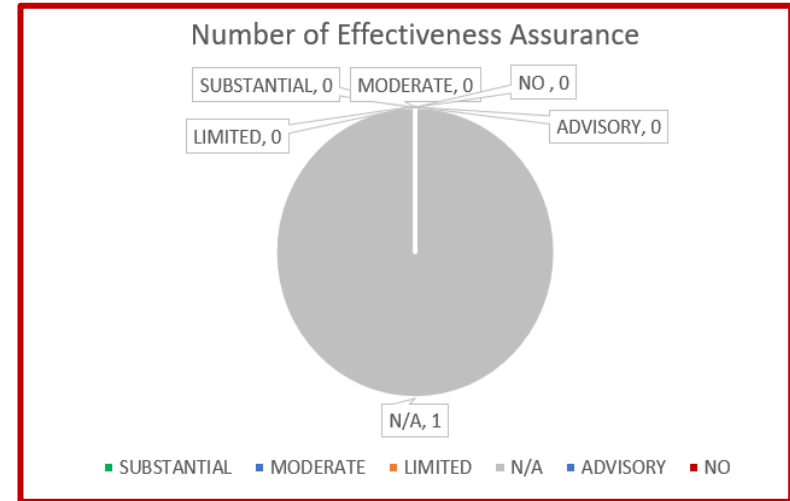 Number of Effectiveness Assurance
SUBSTANTIAL, 0
MODERATE, 0
NO , 0
LIMITED, 0
ADVISORY, 0
N/A, 1
SUBSTANTIAL MODERATE LIMITED N/A ADVISORY NO